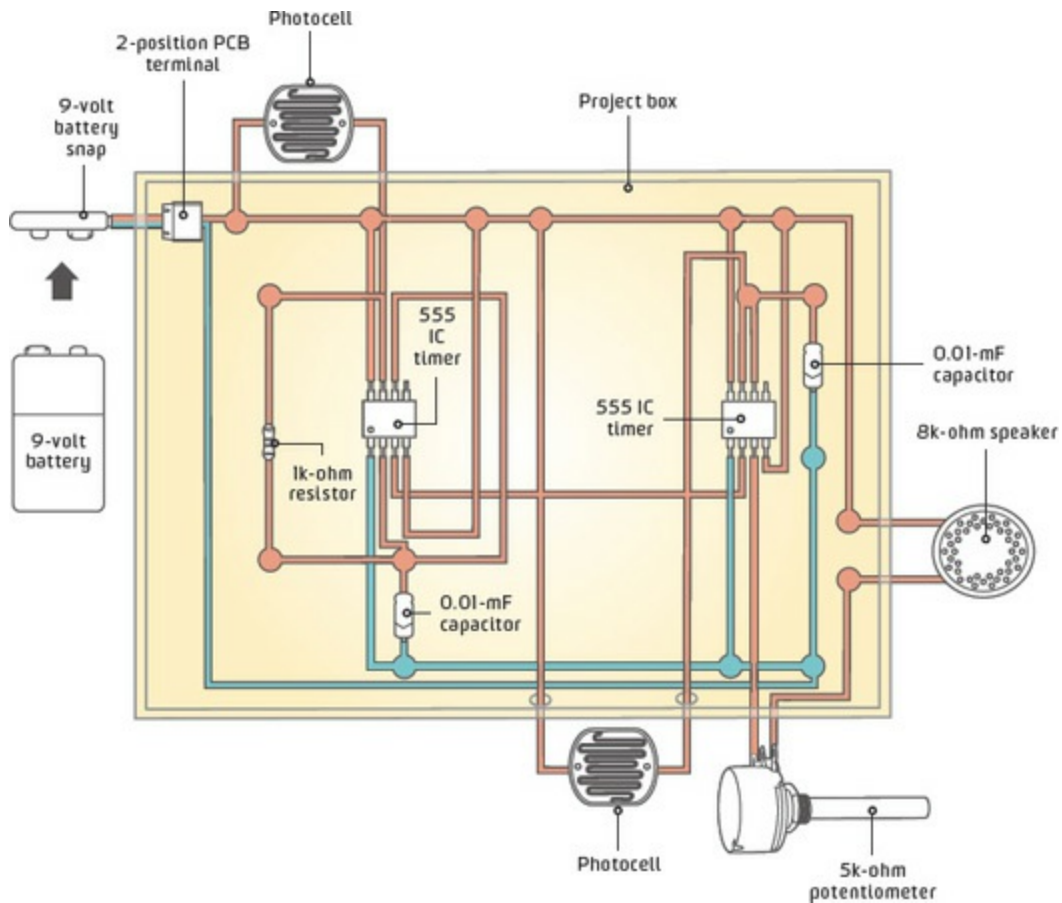 Photocell
2-position PCB
terminal
9-volt
battery
snap
Project box
555
IC
timer
0.01-mF
capacitor
555 IC
timer
8k-ohm speaker
9-volt
battery
1k-ohm
resistor
0.01-mF
capacitor
Photocell
5k-ohm
potentiometer